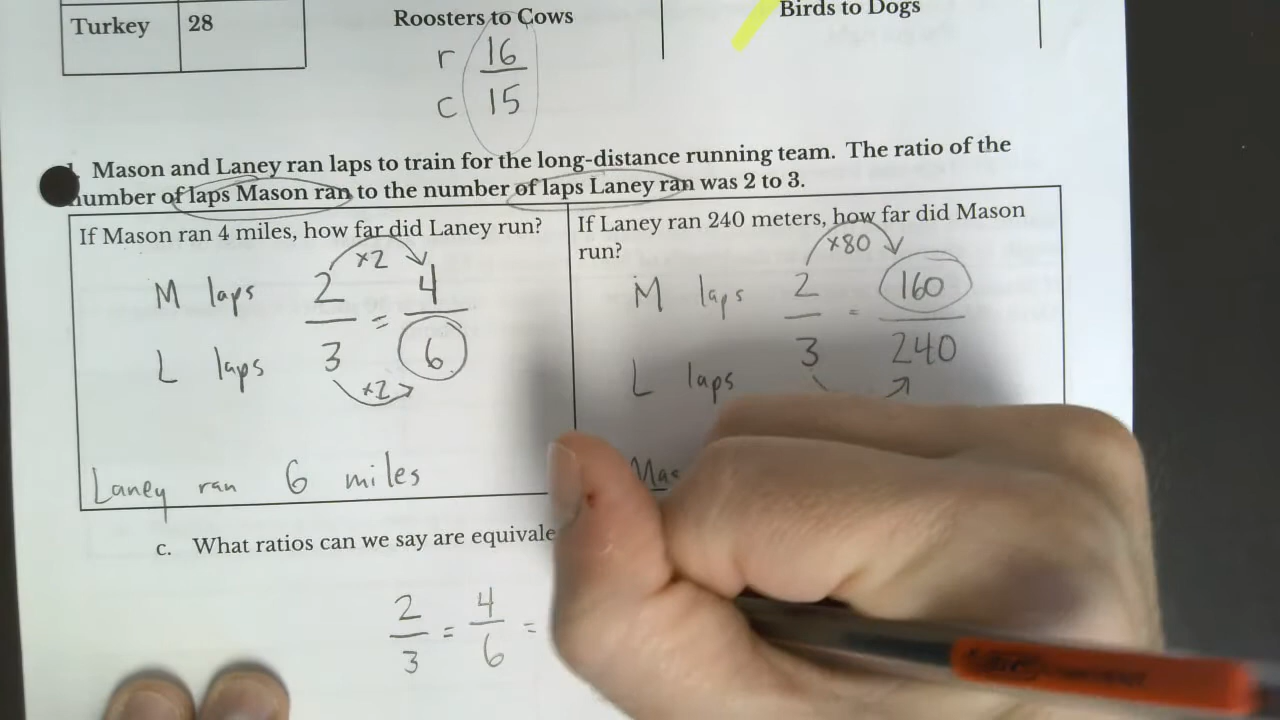 Turkey 28
Roosters to Cows
Birds to Dogs
r 16
c 15
Mason and Laney ran laps to train for the long-distance running team. The ratio of the
number of laps Mason ran to the number of laps Laney ran was 2 to 3.
If Mason ran 4 miles, how far did Laney run?
×2
M laps 2 = 4
L laps 3 6
×2
Laney ran 6 miles
If Laney ran 240 meters, how far did Mason
run?
×80
M laps 2 = 160
L laps 3 240
Mas
c. What ratios can we say are equivale
2 = 4 =
3 6